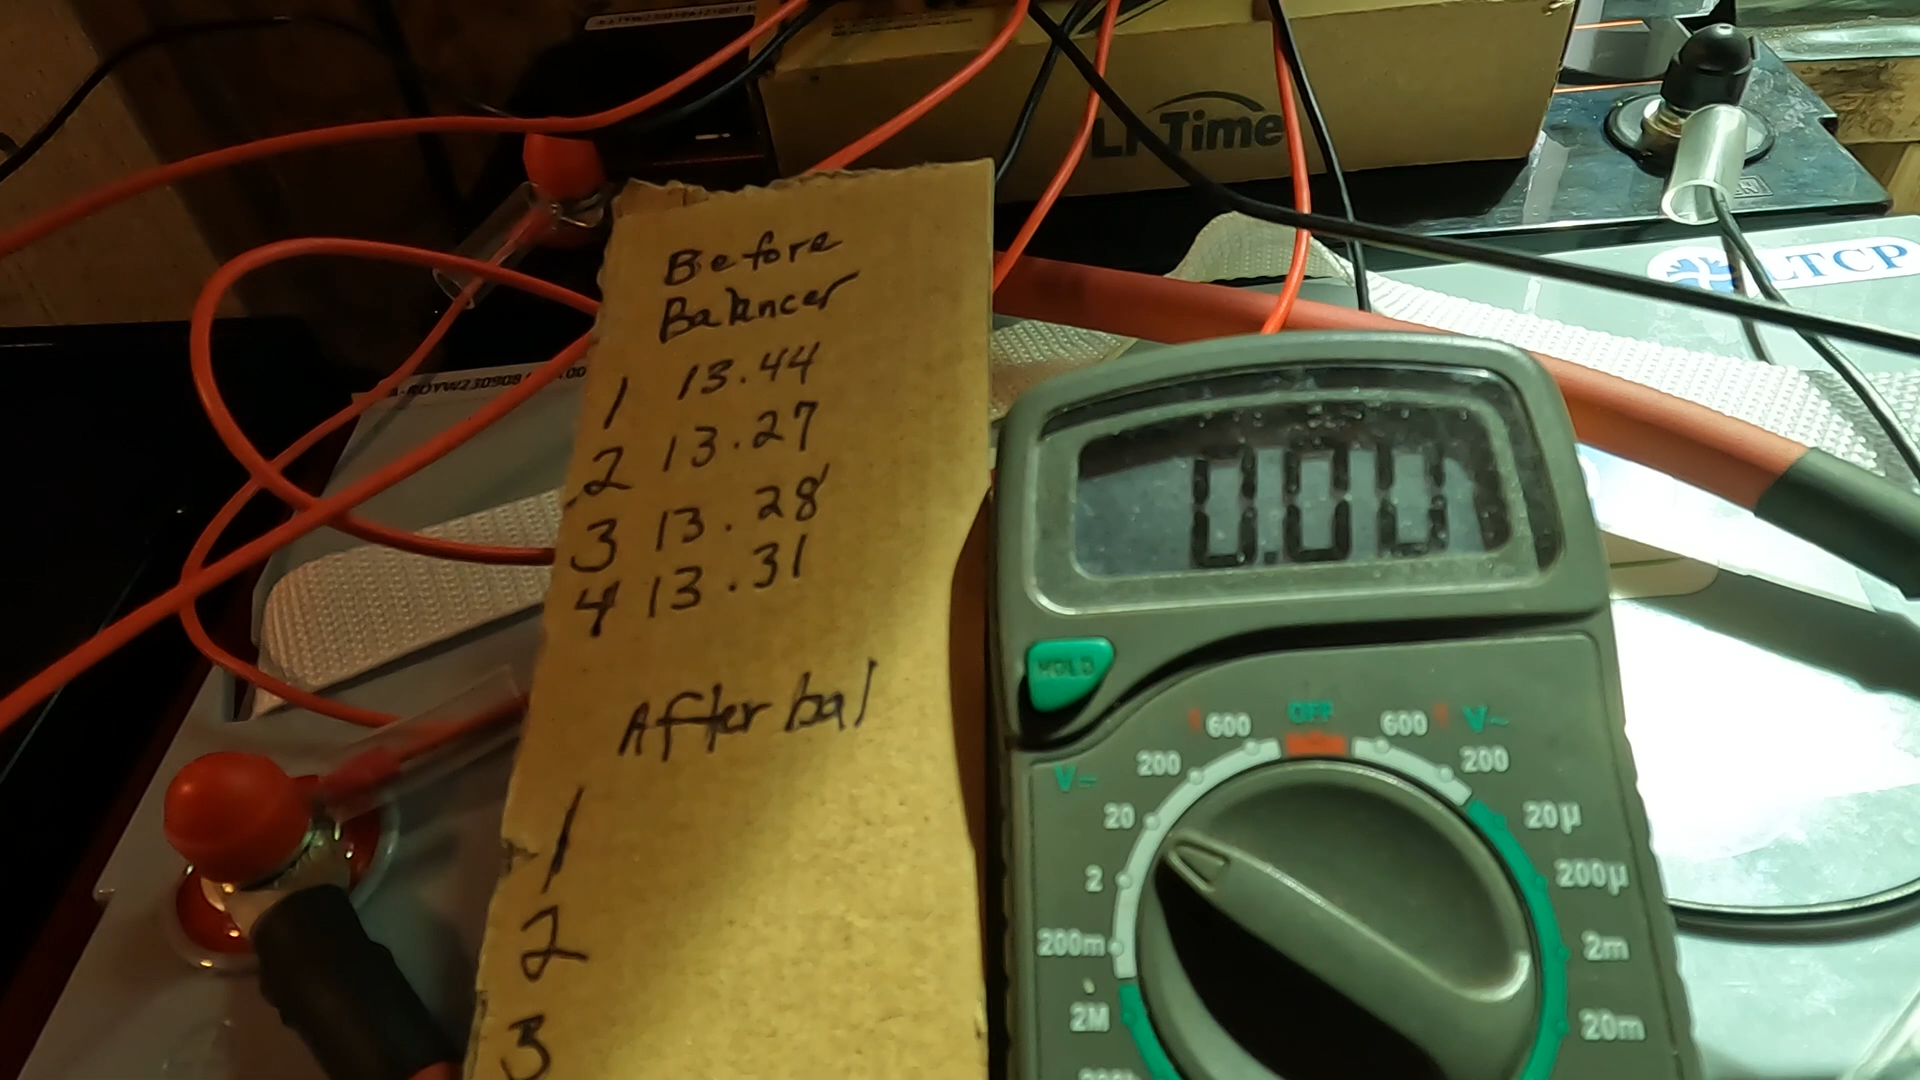 LiTime
LTCP
Before
Balancer
1 13.44
2 13.27
3 13.28
4 13.31
After bal
1
2
3
0.00
HOLD
OFF
600
600
V~
200
200
V⎓
20
20µ
2
200µ
200m
2m
2M
20m